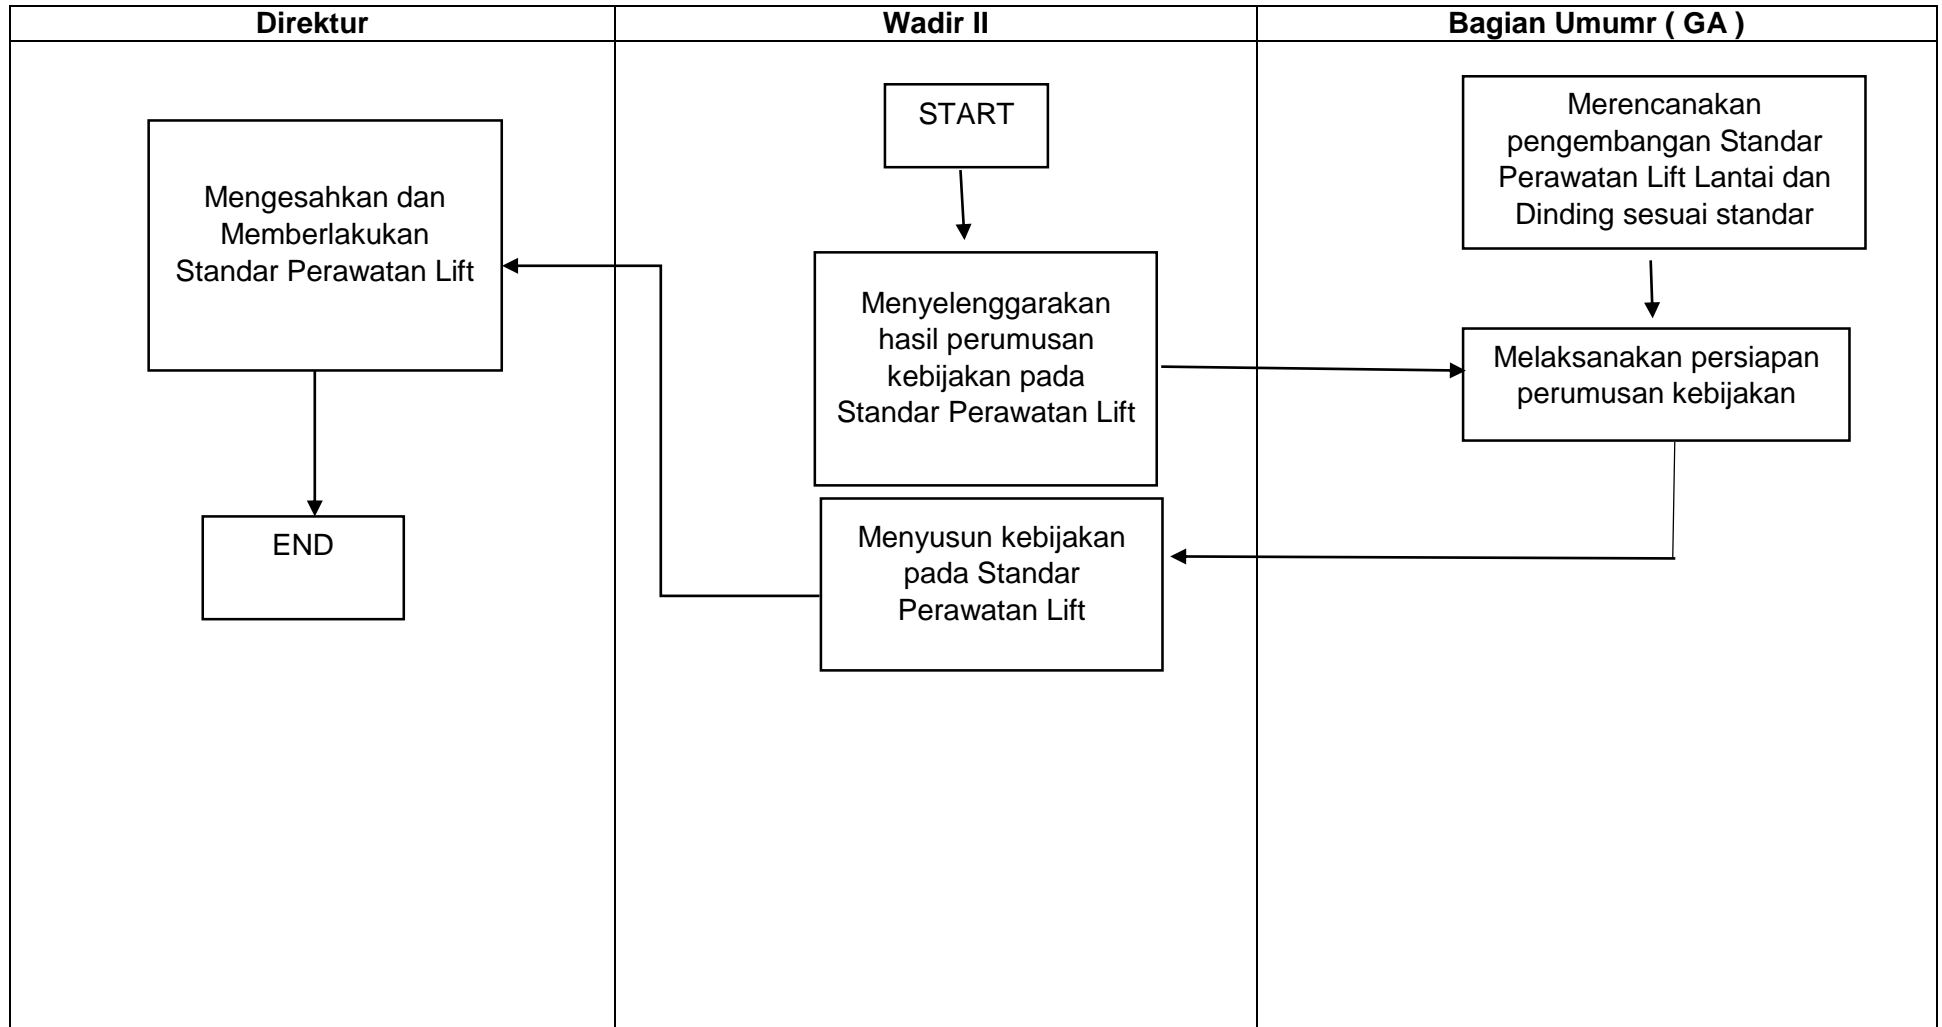 Direktur
Wadir II
Bagian Umumr ( GA )
START
Merencanakan
pengembangan Standar
Perawatan Lift Lantai dan
Dinding sesuai standar
Mengesahkan dan
Memberlakukan
Standar Perawatan Lift
Menyelenggarakan
hasil perumusan
kebijakan pada
Standar Perawatan Lift
Melaksanakan persiapan
perumusan kebijakan
END
Menyusun kebijakan
pada Standar
Perawatan Lift